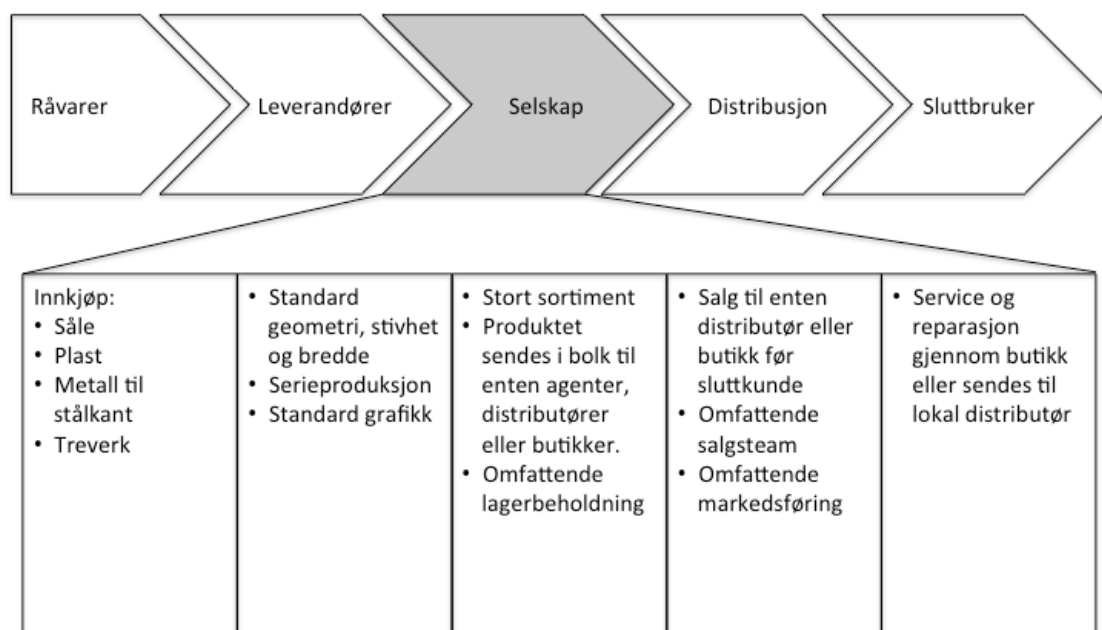 Råvarer
Leverandører
Selskap
Distribusjon
Sluttbruker
Innkjøp:
• Såle
• Plast
• Metall til
stålkant
• Treverk
• Standard
geometri, stivhet
og bredde
• Serieproduksjon
• Standard grafikk
• Stort sortiment
• Produktet
sendes i bolk til
enten agenter,
distributører
eller butikker.
• Omfattende
lagerbeholdning
• Salg til enten
distributør eller
butikk før
sluttkunde
• Omfattende
salgsteam
• Omfattende
markedsføring
• Service og
reparasjon
gjennom butikk
eller sendes til
lokal distributør